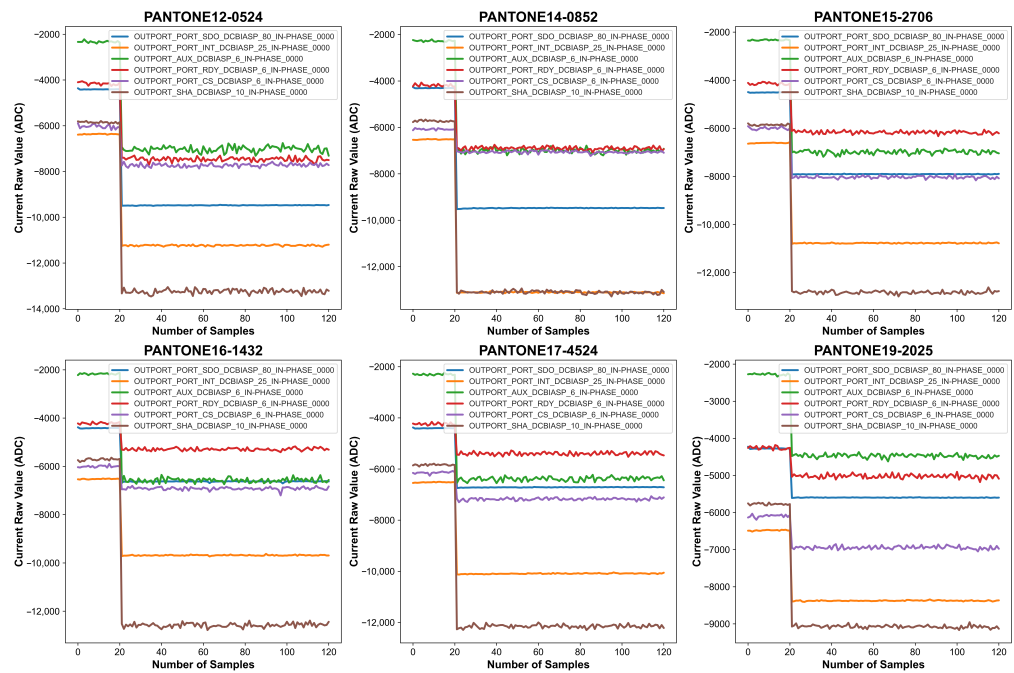 PANTONE12-0524
OUTPORT_PORT_SDO_DCBIASP_80_IN-PHASE_0000
OUTPORT_PORT_INT_DCBIASP_25_IN-PHASE_0000
OUTPORT_AUX_DCBIASP_6_IN-PHASE_0000
OUTPORT_PORT_RDY_DCBIASP_6_IN-PHASE_0000
OUTPORT_PORT_CS_DCBIASP_6_IN-PHASE_0000
OUTPORT_SHA_DCBIASP_10_IN-PHASE_0000
Current Raw Value (ADC)
−2000
−4000
−6000
−8000
−10,000
−12,000
−14,000
0 20 40 60 80 100 120
Number of Samples
PANTONE14-0852
OUTPORT_PORT_SDO_DCBIASP_80_IN-PHASE_0000
OUTPORT_PORT_INT_DCBIASP_25_IN-PHASE_0000
OUTPORT_AUX_DCBIASP_6_IN-PHASE_0000
OUTPORT_PORT_RDY_DCBIASP_6_IN-PHASE_0000
OUTPORT_PORT_CS_DCBIASP_6_IN-PHASE_0000
OUTPORT_SHA_DCBIASP_10_IN-PHASE_0000
Current Raw Value (ADC)
−2000
−4000
−6000
−8000
−10,000
−12,000
0 20 40 60 80 100 120
Number of Samples
PANTONE15-2706
OUTPORT_PORT_SDO_DCBIASP_80_IN-PHASE_0000
OUTPORT_PORT_INT_DCBIASP_25_IN-PHASE_0000
OUTPORT_AUX_DCBIASP_6_IN-PHASE_0000
OUTPORT_PORT_RDY_DCBIASP_6_IN-PHASE_0000
OUTPORT_PORT_CS_DCBIASP_6_IN-PHASE_0000
OUTPORT_SHA_DCBIASP_10_IN-PHASE_0000
Current Raw Value (ADC)
−2000
−4000
−6000
−8000
−10,000
−12,000
0 20 40 60 80 100 120
Number of Samples
PANTONE16-1432
OUTPORT_PORT_SDO_DCBIASP_80_IN-PHASE_0000
OUTPORT_PORT_INT_DCBIASP_25_IN-PHASE_0000
OUTPORT_AUX_DCBIASP_6_IN-PHASE_0000
OUTPORT_PORT_RDY_DCBIASP_6_IN-PHASE_0000
OUTPORT_PORT_CS_DCBIASP_6_IN-PHASE_0000
OUTPORT_SHA_DCBIASP_10_IN-PHASE_0000
Current Raw Value (ADC)
−2000
−4000
−6000
−8000
−10,000
−12,000
0 20 40 60 80 100 120
Number of Samples
PANTONE17-4524
OUTPORT_PORT_SDO_DCBIASP_80_IN-PHASE_0000
OUTPORT_PORT_INT_DCBIASP_25_IN-PHASE_0000
OUTPORT_AUX_DCBIASP_6_IN-PHASE_0000
OUTPORT_PORT_RDY_DCBIASP_6_IN-PHASE_0000
OUTPORT_PORT_CS_DCBIASP_6_IN-PHASE_0000
OUTPORT_SHA_DCBIASP_10_IN-PHASE_0000
Current Raw Value (ADC)
−2000
−4000
−6000
−8000
−10,000
−12,000
0 20 40 60 80 100 120
Number of Samples
PANTONE19-2025
OUTPORT_PORT_SDO_DCBIASP_80_IN-PHASE_0000
OUTPORT_PORT_INT_DCBIASP_25_IN-PHASE_0000
OUTPORT_AUX_DCBIASP_6_IN-PHASE_0000
OUTPORT_PORT_RDY_DCBIASP_6_IN-PHASE_0000
OUTPORT_PORT_CS_DCBIASP_6_IN-PHASE_0000
OUTPORT_SHA_DCBIASP_10_IN-PHASE_0000
Current Raw Value (ADC)
−2000
−3000
−4000
−5000
−6000
−7000
−8000
−9000
0 20 40 60 80 100 120
Number of Samples